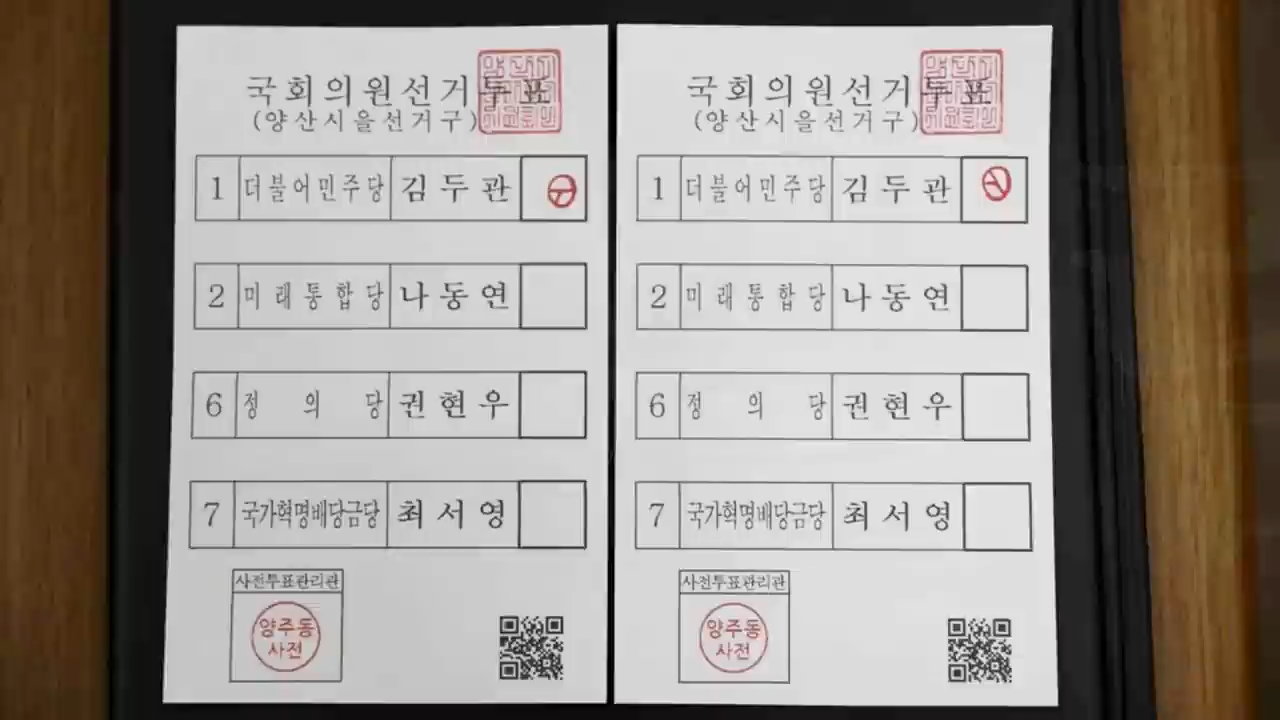 국회의원선거투표
(양산시을선거구)
1 더불어민주당 김두관
2 미래통합당 나동연
6 정의당 권현우
7 국가혁명배당금당 최서영
사전투표관리관
양주동
사전
국회의원선거투표
(양산시을선거구)
1 더불어민주당 김두관
2 미래통합당 나동연
6 정의당 권현우
7 국가혁명배당금당 최서영
사전투표관리관
양주동
사전